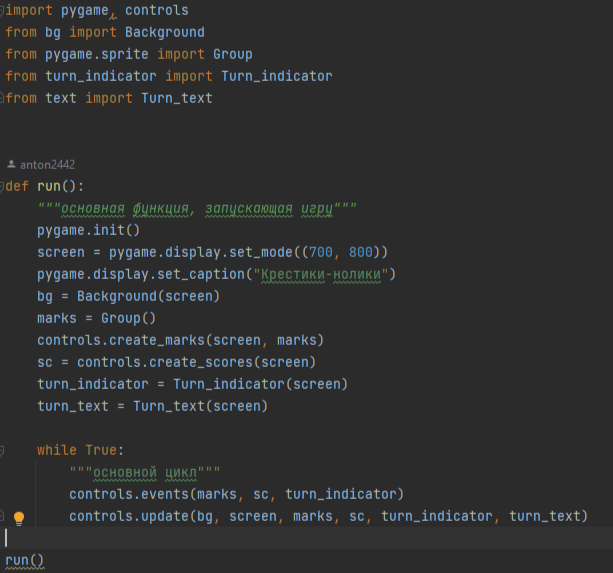 import pygame, controls
from bg import Background
from pygame.sprite import Group
from turn_indicator import Turn_indicator
from text import Turn_text
anton2442
def run():
    """основная функция, запускающая игру"""
    pygame.init()
    screen = pygame.display.set_mode((700, 800))
    pygame.display.set_caption("Крестики-нолики")
    bg = Background(screen)
    marks = Group()
    controls.create_marks(screen, marks)
    sc = controls.create_scores(screen)
    turn_indicator = Turn_indicator(screen)
    turn_text = Turn_text(screen)
    while True:
        """основной цикл"""
        controls.events(marks, sc, turn_indicator)
        controls.update(bg, screen, marks, sc, turn_indicator, turn_text)
run()